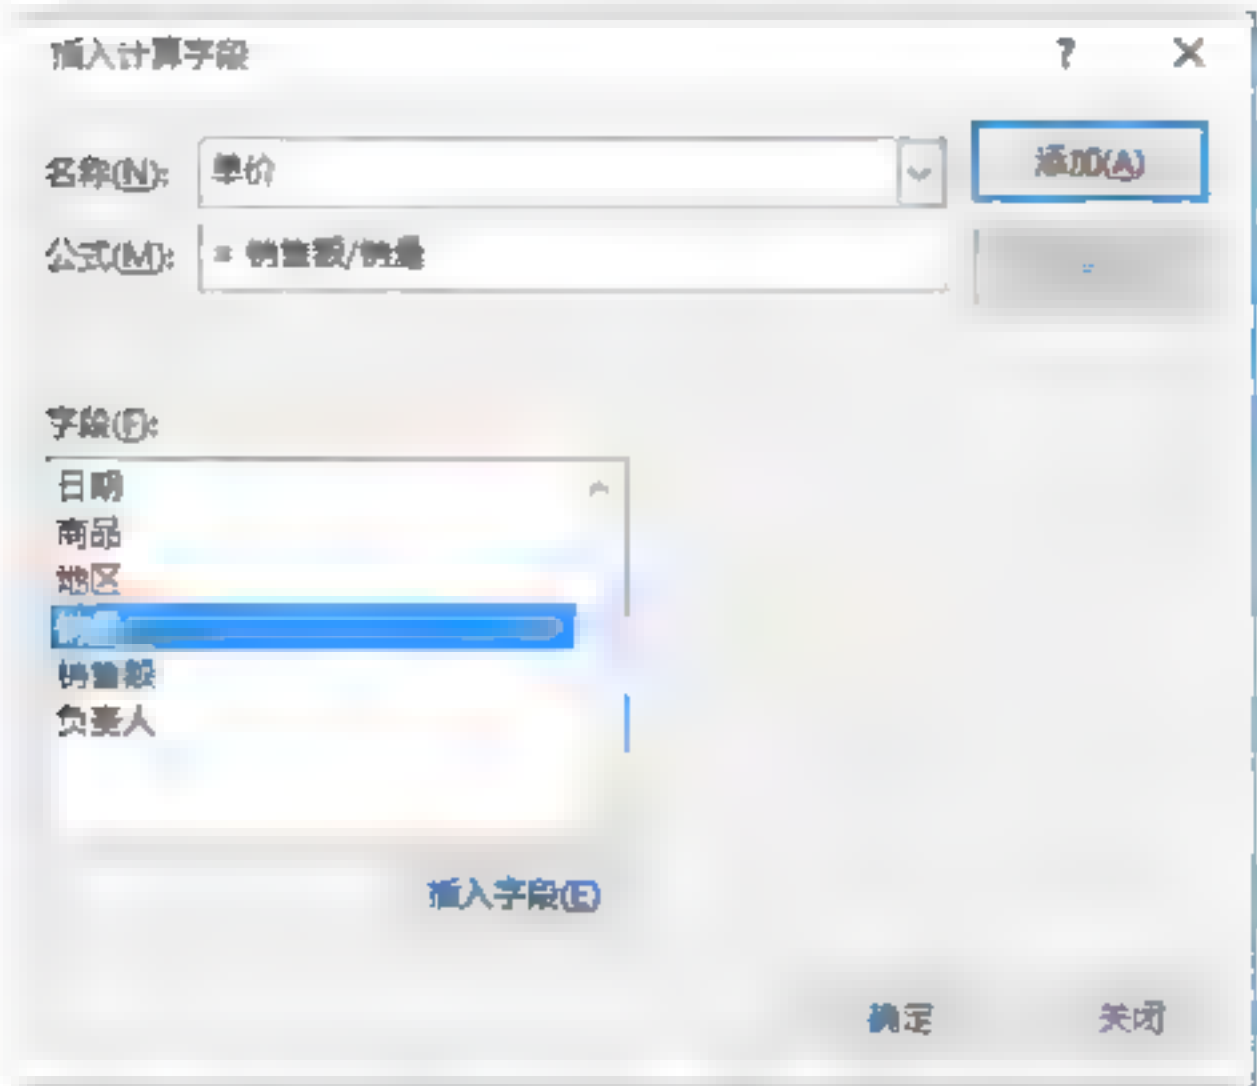 插入计算字段 ?
名称(N): 单价 添加(A)
公式(M): = 销售额/销量
字段(F):
日期
商品
地区
销售额
负责人
插入字段(E)
确定 关闭